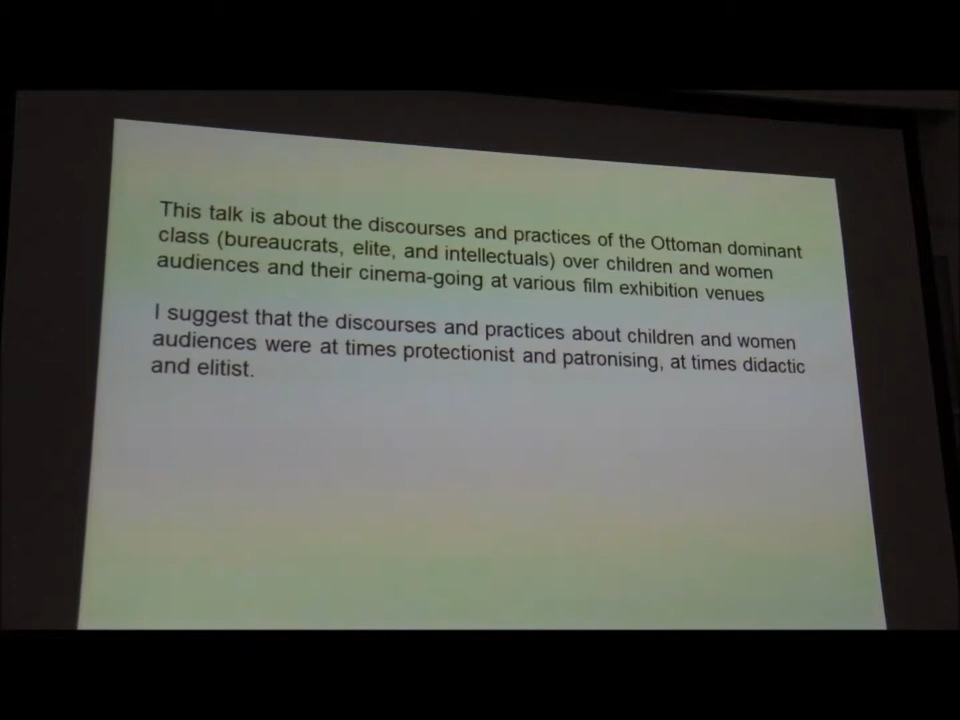 This talk is about the discourses and practices of the Ottoman dominant
class (bureaucrats, elite, and intellectuals) over children and women
audiences and their cinema-going at various film exhibition venues
I suggest that the discourses and practices about children and women
audiences were at times protectionist and patronising, at times didactic
and elitist.